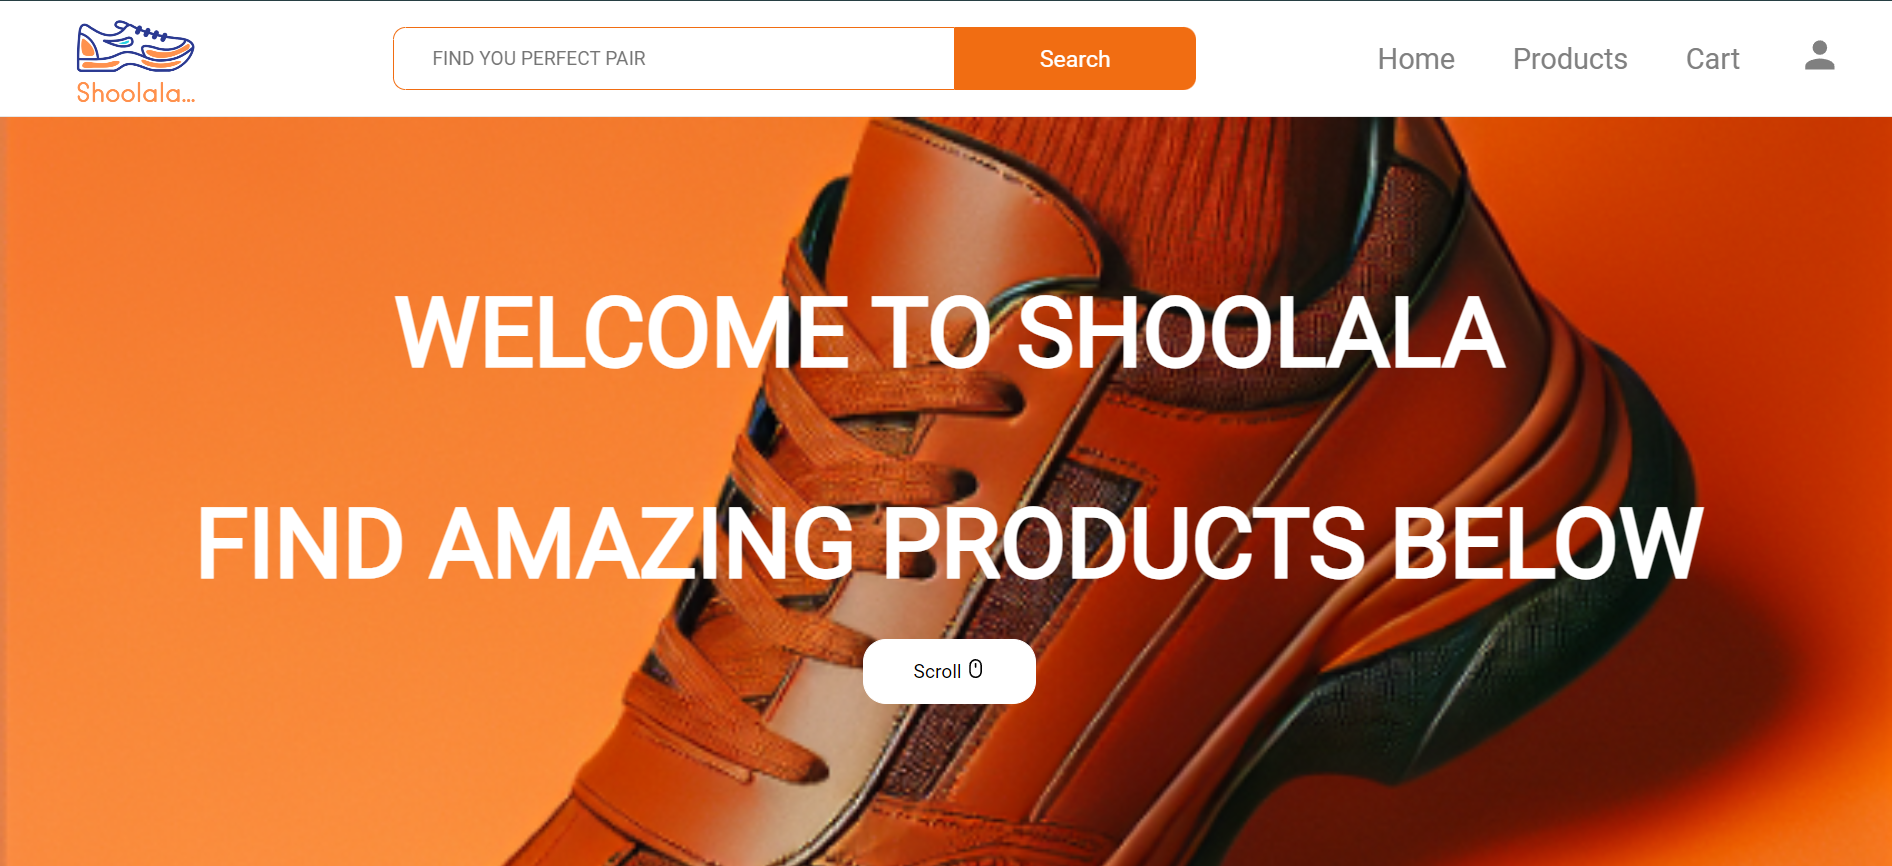 Shoolala...
FIND YOU PERFECT PAIR
Search
Home
Products
Cart
WELCOME TO SHOOLALA
FIND AMAZING PRODUCTS BELOW
Scroll